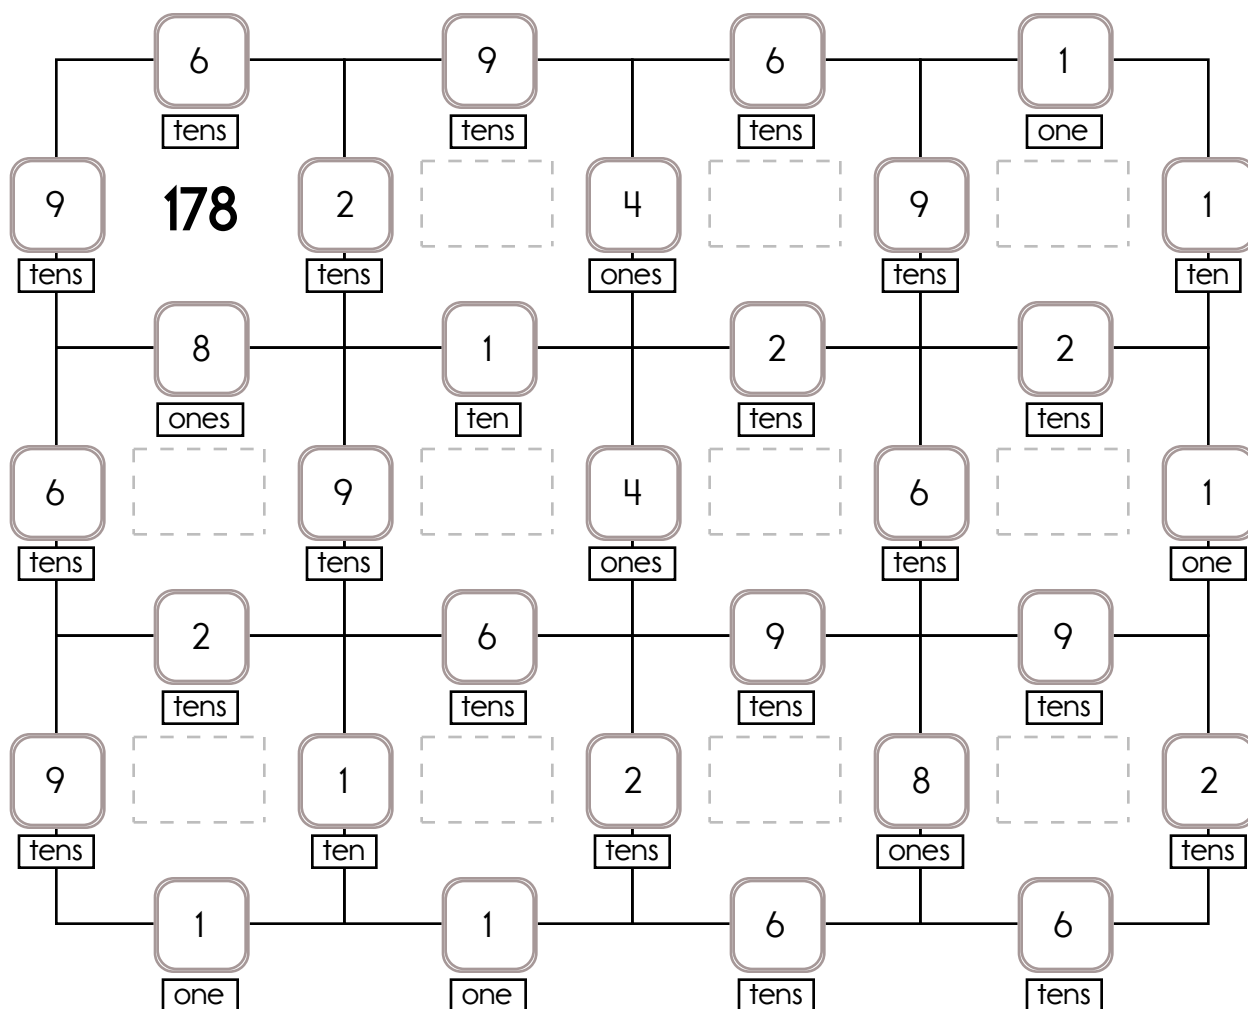 6 9 6 1
tens tens tens one
9 178 2 4 9 1
tens tens ones tens ten
8 1 2 2
ones ten tens tens
6 9 4 6 1
tens tens ones tens one
2 6 9 9
tens tens tens tens
9 1 2 8 2
tens ten tens ones tens
1 1 6 6
one one tens tens